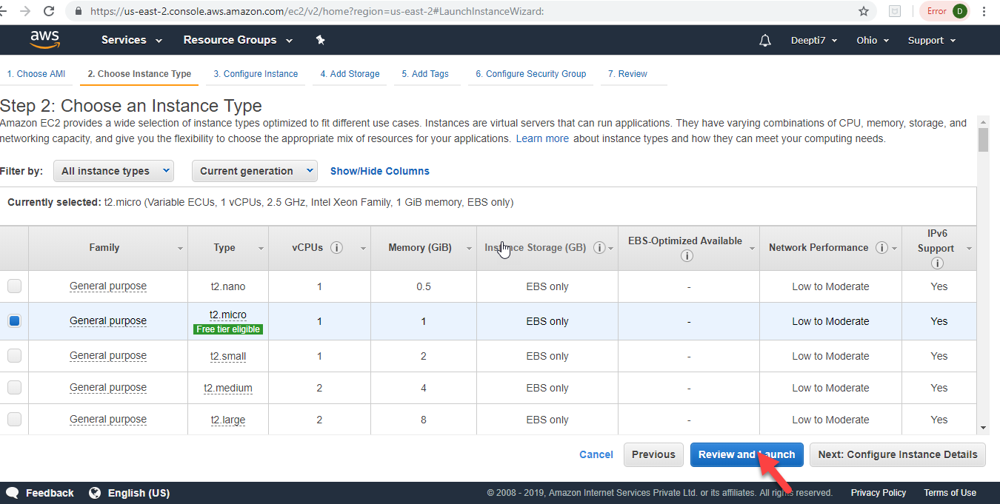 https://us-east-2.console.aws.amazon.com/ec2/v2/home?region=us-east-2#LaunchInstanceWizard:
Error D
aws Services Resource Groups Deepti7 Ohio Support
1. Choose AMI 2. Choose Instance Type 3. Configure Instance 4. Add Storage 5. Add Tags 6. Configure Security Group 7. Review
Step 2: Choose an Instance Type
Amazon EC2 provides a wide selection of instance types optimized to fit different use cases. Instances are virtual servers that can run applications. They have varying combinations of CPU, memory, storage, and
networking capacity, and give you the flexibility to choose the appropriate mix of resources for your applications. Learn more about instance types and how they can meet your computing needs.
Filter by: All instance types Current generation Show/Hide Columns
Currently selected: t2.micro (Variable ECUs, 1 vCPUs, 2.5 GHz, Intel Xeon Family, 1 GiB memory, EBS only)
Family Type vCPUs i Memory (GiB) Instance Storage (GB) i EBS-Optimized Available i Network Performance i IPv6 Support i
General purpose t2.nano 1 0.5 EBS only - Low to Moderate Yes
General purpose t2.micro Free tier eligible 1 1 EBS only - Low to Moderate Yes
General purpose t2.small 1 2 EBS only - Low to Moderate Yes
General purpose t2.medium 2 4 EBS only - Low to Moderate Yes
General purpose t2.large 2 8 EBS only - Low to Moderate Yes
Cancel Previous Review and Launch Next: Configure Instance Details
Feedback English (US) © 2008 - 2019, Amazon Internet Services Private Ltd. or its affiliates. All rights reserved. Privacy Policy Terms of Use